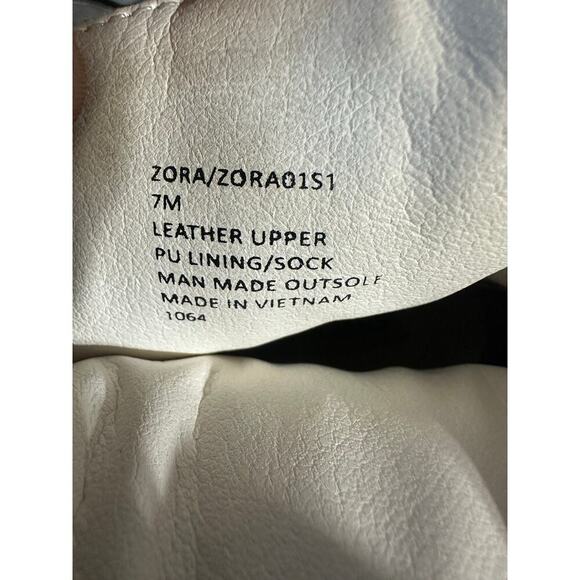 ZORA/ZORA01S1
7M
LEATHER UPPER
PU LINING/SOCK
MAN MADE OUTSOLE
MADE IN VIETNAM
1064